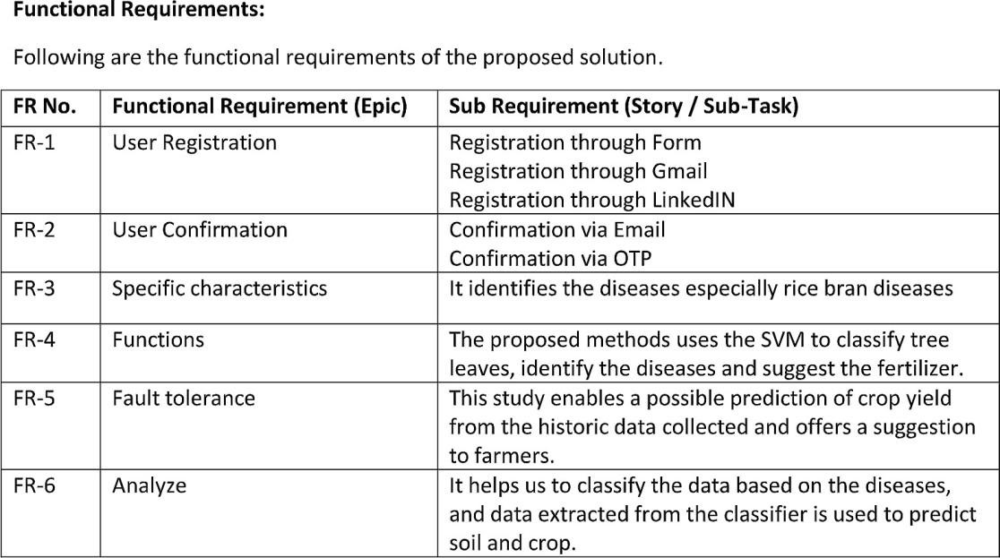 Functional Requirements:
Following are the functional requirements of the proposed solution.
FR No. Functional Requirement (Epic) Sub Requirement (Story / Sub-Task)
FR-1 User Registration Registration through Form
Registration through Gmail
Registration through LinkedIN
FR-2 User Confirmation Confirmation via Email
Confirmation via OTP
FR-3 Specific characteristics It identifies the diseases especially rice bran diseases
FR-4 Functions The proposed methods uses the SVM to classify tree
leaves, identify the diseases and suggest the fertilizer.
FR-5 Fault tolerance This study enables a possible prediction of crop yield
from the historic data collected and offers a suggestion
to farmers.
FR-6 Analyze It helps us to classify the data based on the diseases,
and data extracted from the classifier is used to predict
soil and crop.